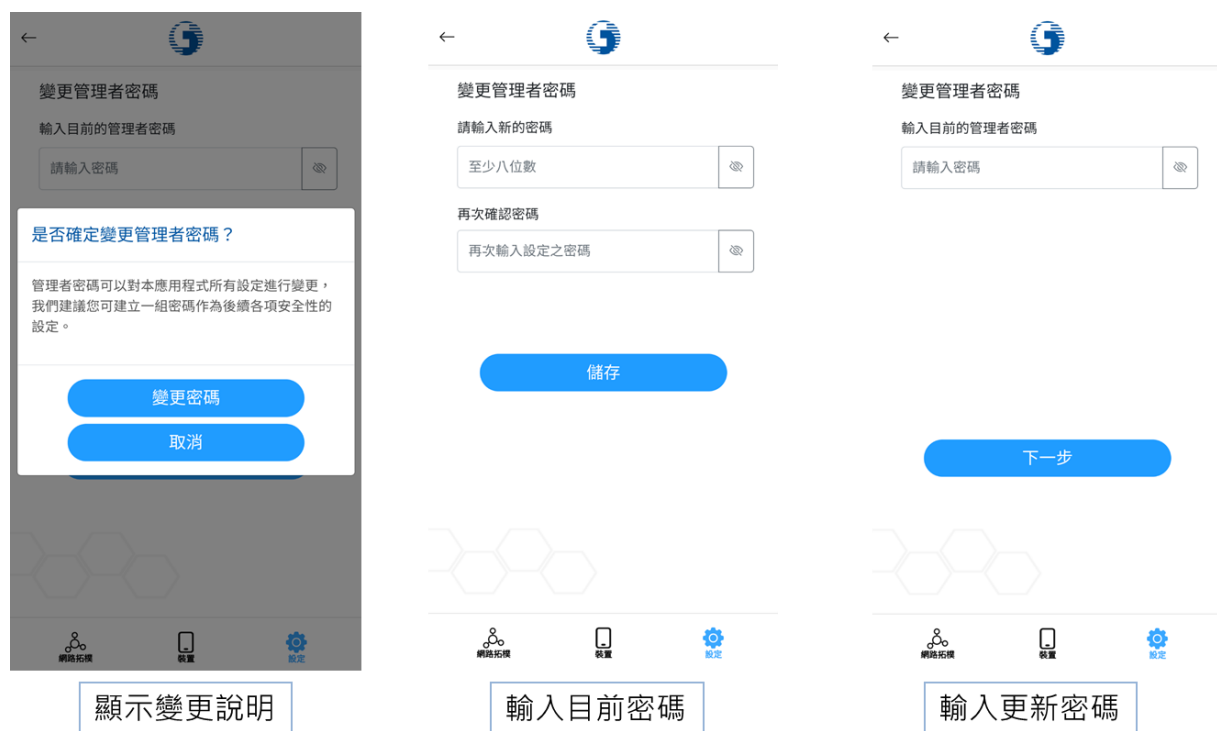 變更管理者密碼
輸入目前的管理者密碼
請輸入密碼
是否確定變更管理者密碼？
管理者密碼可以對本應用程式所有設定進行變更，
我們建議您可建立一組密碼作為後續各項安全性的
設定。
變更密碼
取消
網路拓樸
裝置
設定
顯示變更說明
變更管理者密碼
請輸入新的密碼
至少八位數
再次確認密碼
再次輸入設定之密碼
儲存
網路拓樸
裝置
設定
輸入目前密碼
變更管理者密碼
輸入目前的管理者密碼
請輸入密碼
下一步
網路拓樸
裝置
設定
輸入更新密碼